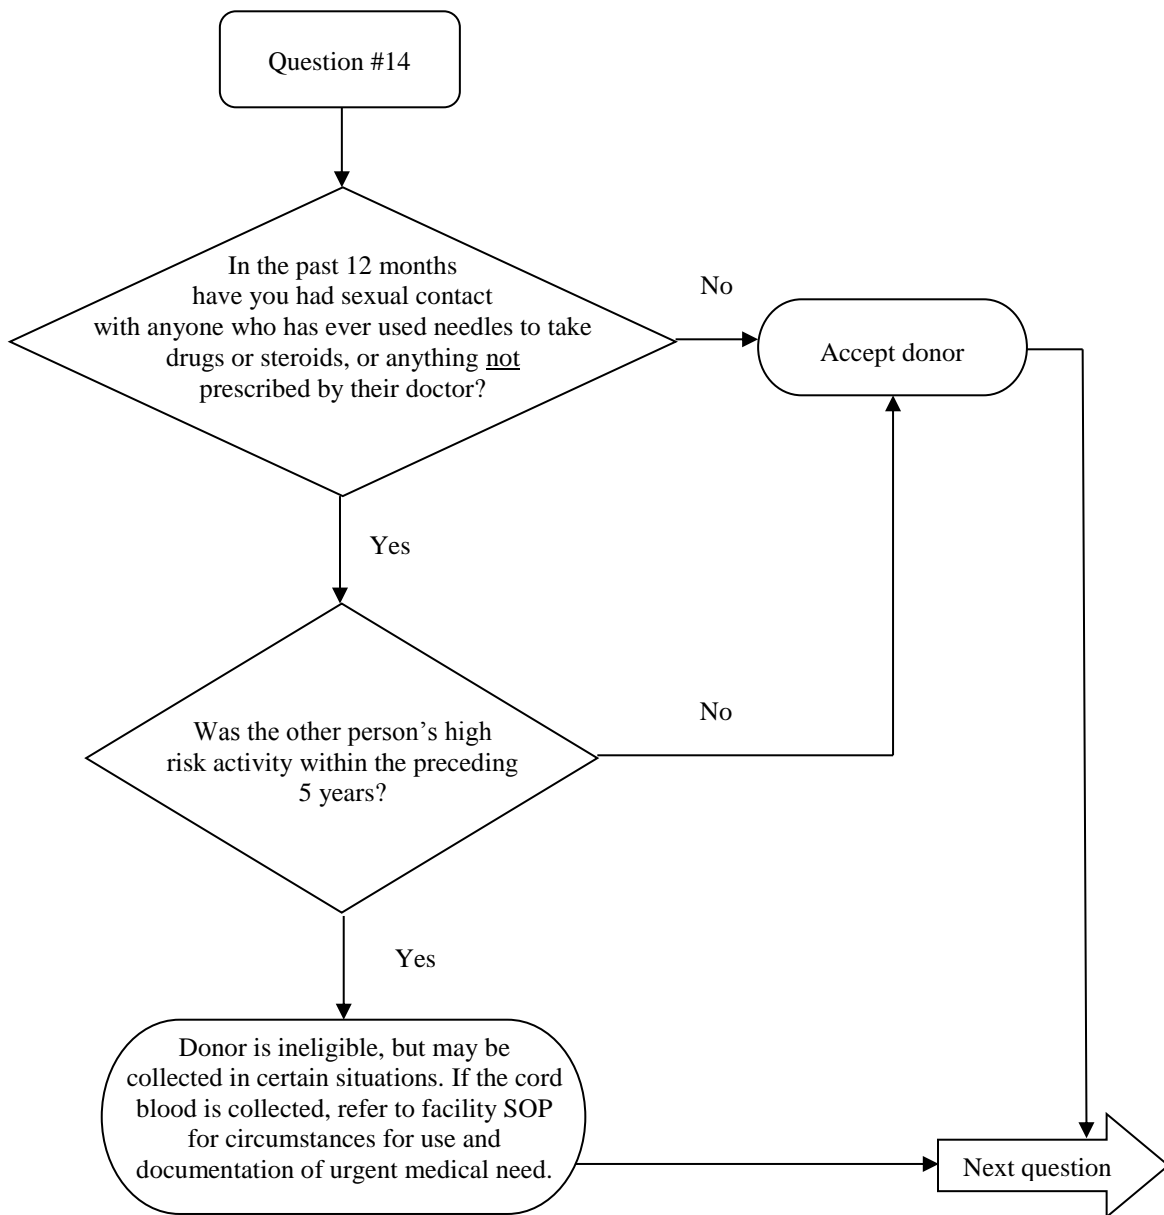 Question #14
In the past 12 months
have you had sexual contact
with anyone who has ever used needles to take
drugs or steroids, or anything not
prescribed by their doctor?
No
Accept donor
Yes
Was the other person's high
risk activity within the preceding
5 years?
No
Yes
Donor is ineligible, but may be
collected in certain situations. If the cord
blood is collected, refer to facility SOP
for circumstances for use and
documentation of urgent medical need.
Next question